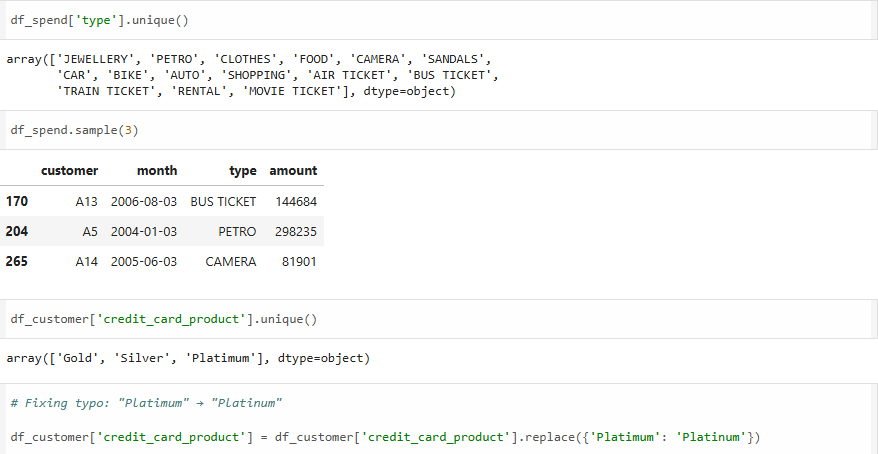 df_spend['type'].unique()
array(['JEWELLERY', 'PETRO', 'CLOTHES', 'FOOD', 'CAMERA', 'SANDALS',
'CAR', 'BIKE', 'AUTO', 'SHOPPING', 'AIR TICKET', 'BUS TICKET',
'TRAIN TICKET', 'RENTAL', 'MOVIE TICKET'], dtype=object)
df_spend.sample(3)
customer month type amount
170 A13 2006-08-03 BUS TICKET 144684
204 A5 2004-01-03 PETRO 298235
265 A14 2005-06-03 CAMERA 81901
df_customer['credit_card_product'].unique()
array(['Gold', 'Silver', 'Platimum'], dtype=object)
# Fixing typo: "Platimum" → "Platinum"
df_customer['credit_card_product'] = df_customer['credit_card_product'].replace({'Platimum': 'Platinum'})